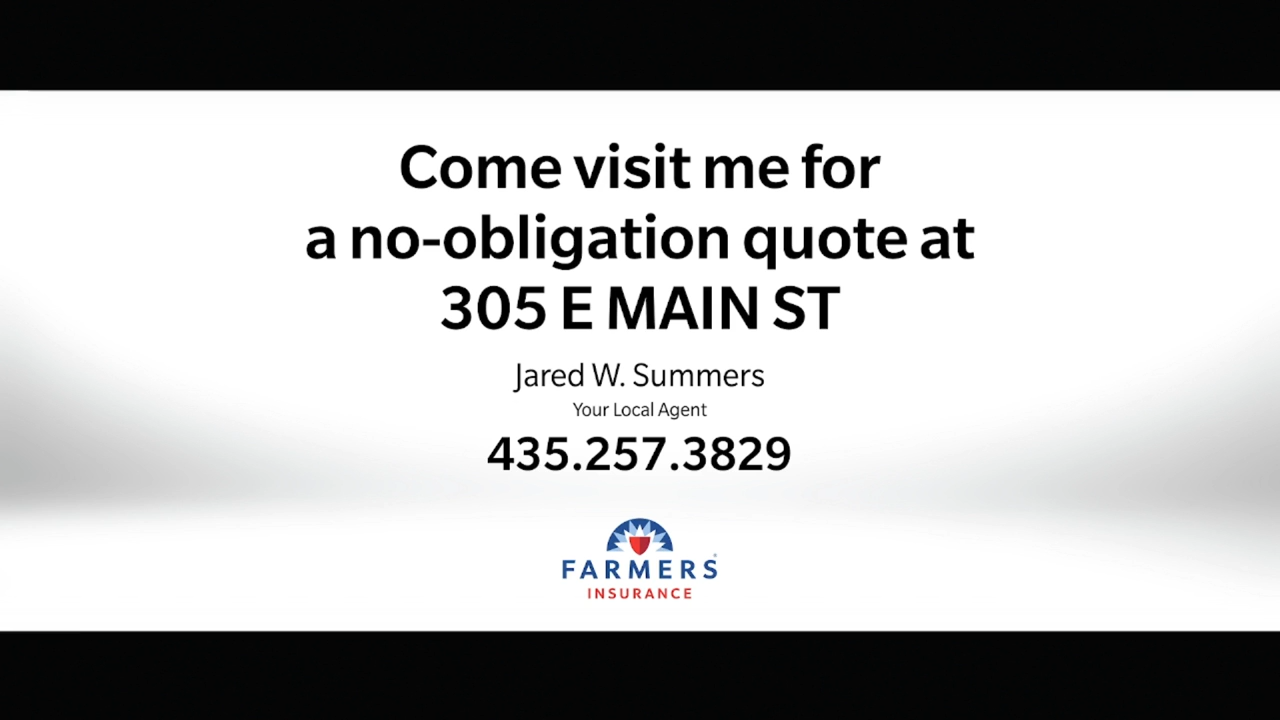 Come visit me for
a no-obligation quote at
305 E MAIN ST
Jared W. Summers
Your Local Agent
435.257.3829
FARMERS®
INSURANCE